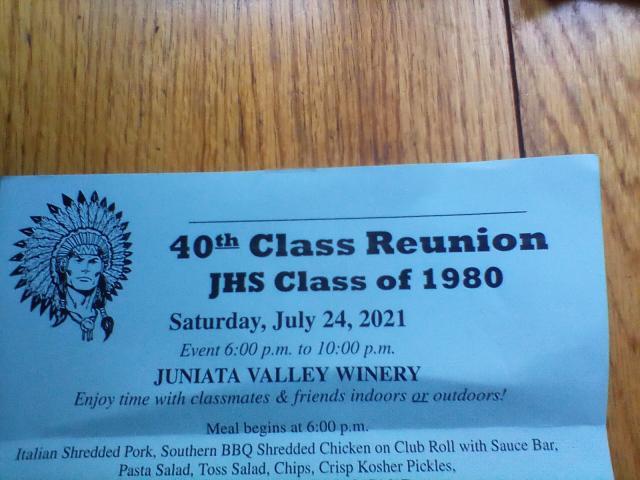 40th Class Reunion
JHS Class of 1980
Saturday, July 24, 2021
Event 6:00 p.m. to 10:00 p.m.
JUNIATA VALLEY WINERY
Enjoy time with classmates & friends indoors or outdoors!
Meal begins at 6:00 p.m.
Italian Shredded Pork, Southern BBQ Shredded Chicken on Club Roll with Sauce Bar,
Pasta Salad, Toss Salad, Chips, Crisp Kosher Pickles,